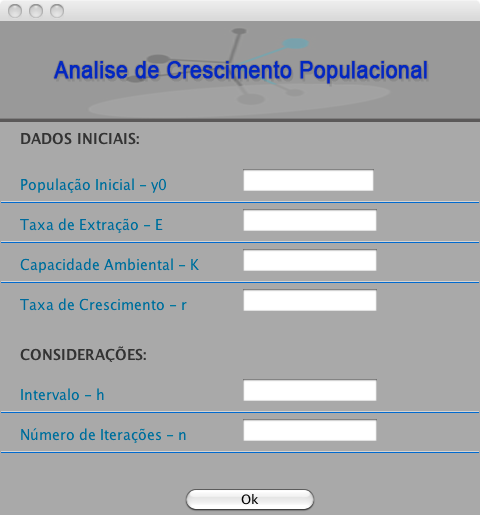 Analise de Crescimento Populacional
DADOS INICIAIS:
População Inicial - y0
Taxa de Extração - E
Capacidade Ambiental - K
Taxa de Crescimento - r
CONSIDERAÇÕES:
Intervalo - h
Número de Iterações - n
Ok